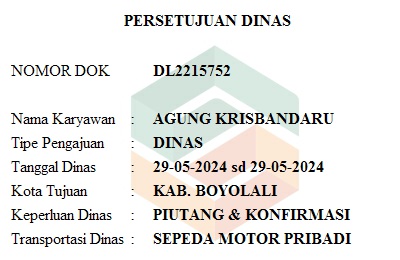 PERSETUJUAN DINAS
NOMOR DOK DL2215752
Nama Karyawan : AGUNG KRISBANDARU
Tipe Pengajuan : DINAS
Tanggal Dinas : 29-05-2024 sd 29-05-2024
Kota Tujuan : KAB. BOYOLALI
Keperluan Dinas : PIUTANG & KONFIRMASI
Transportasi Dinas : SEPEDA MOTOR PRIBADI